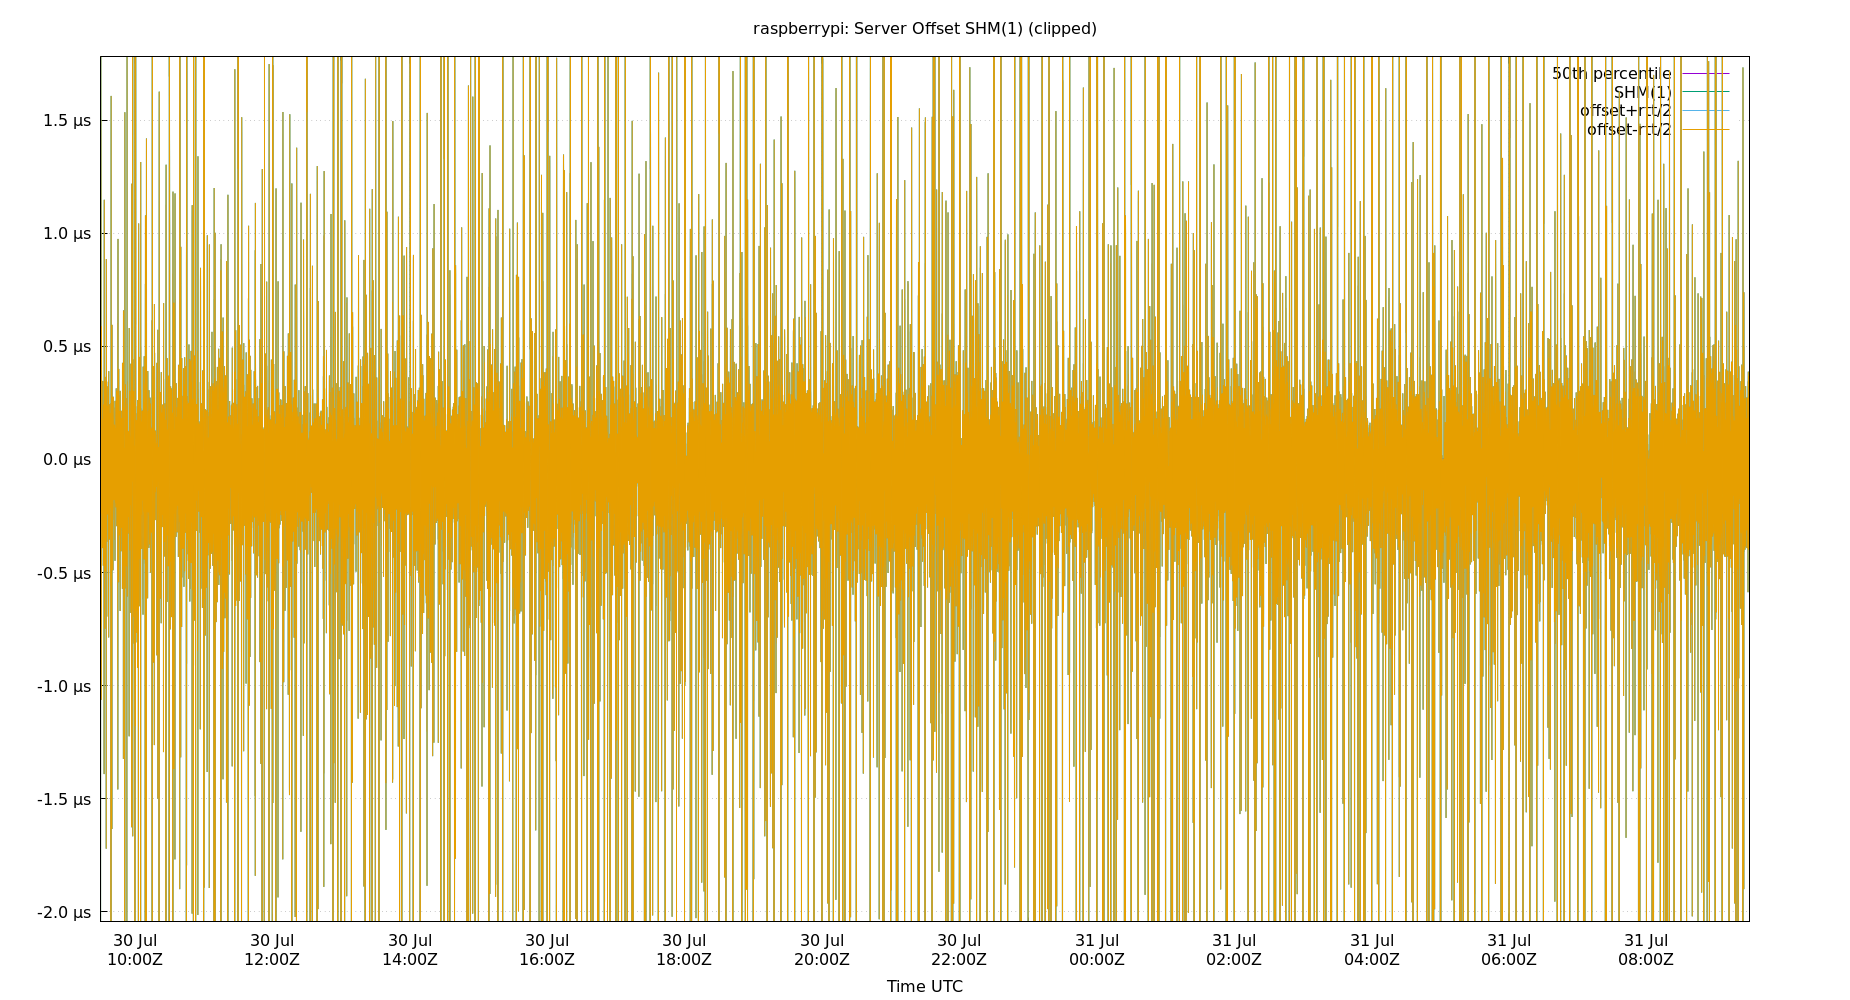 raspberrypi: Server Offset SHM(1) (clipped)
50th percentile
SHM(1)
offset+rtt/2
offset-rtt/2
1.5 µs
1.0 µs
0.5 µs
0.0 µs
-0.5 µs
-1.0 µs
-1.5 µs
-2.0 µs
30 Jul 30 Jul 30 Jul 30 Jul 30 Jul 30 Jul 30 Jul 31 Jul 31 Jul 31 Jul 31 Jul 31 Jul
10:00Z 12:00Z 14:00Z 16:00Z 18:00Z 20:00Z 22:00Z 00:00Z 02:00Z 04:00Z 06:00Z 08:00Z
Time UTC